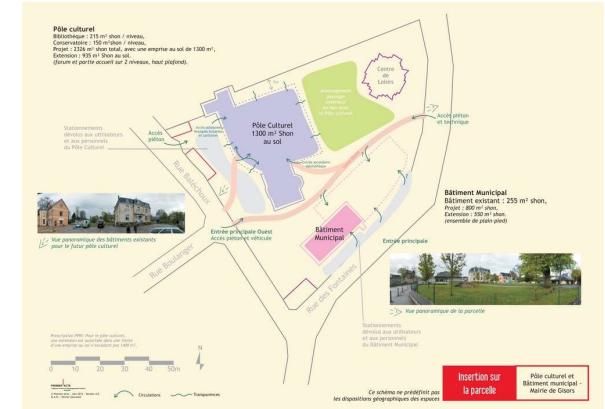 Pôle culturel
Bibliothèque : 215 m² shon / niveau,
Conservatoire : 150 m²shon / niveau,
Projet : 2326 m² shon total, avec une emprise au sol de 1300 m²,
Extension : 935 m² Shon au sol.
(forum et partie accueil sur 2 niveaux, haut plafond).
Centre
de
Loisirs
Pôle Culturel
1300 m² Shon
au sol
Accès piéton
et technique
Stationnements
dévolus aux utilisateurs
et aux personnels
du Pôle Culturel
Accès
piéton
Rue Baléchoux
Bâtiment Municipal
Bâtiment existant : 255 m² shon,
Projet : 800 m² shon,
Extension : 550 m² shon.
(ensemble de plain pied)
Vue panoramique des bâtiments existants
pour le futur pôle culturel
Entrée principale Ouest
Accès piéton et véhicule
Bâtiment
Municipal
Entrée principale
Rue Boulanger
Rue des Fontaines
Vue panoramique de la parcelle
Stationnements
dévolus aux utilisateurs
et aux personnels
du Bâtiment Municipal
0 10 20 30 40 50m
N
Circulations
Transparences
Ce schéma ne prédéfinit pas
les dispositions géographiques des espaces
Insertion sur
la parcelle
Pôle culturel et
Bâtiment municipal -
Mairie de Gisors